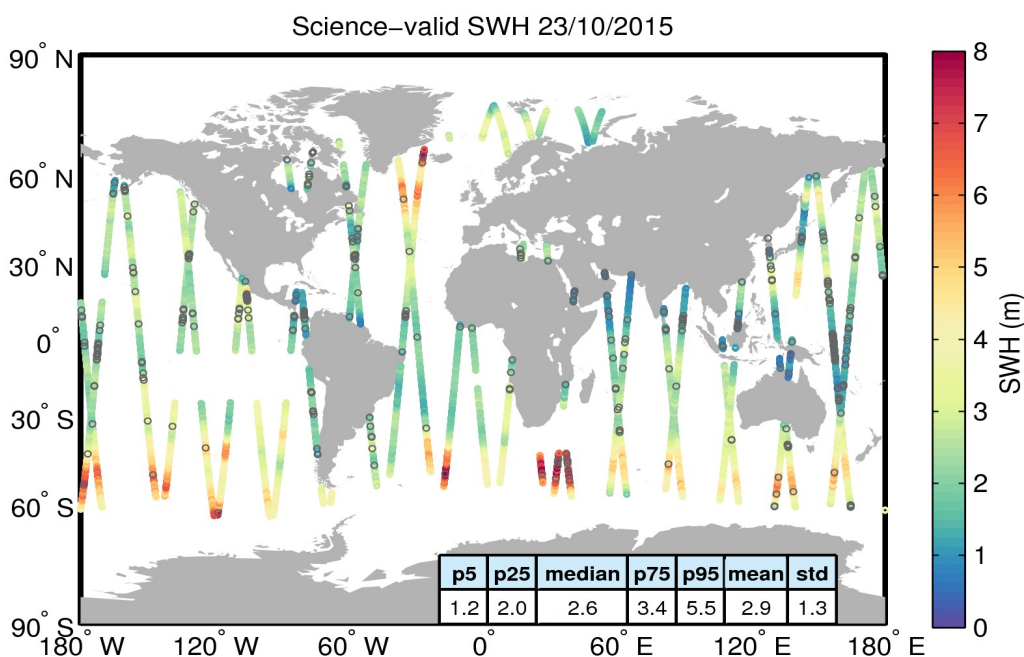 Science−valid SWH 23/10/2015
90° N
60° N
30° N
0°
30° S
60° S
90° S
180° W
120° W
60° W
0°
60° E
120° E
180° E
p5 p25 median p75 p95 mean std
1.2 2.0 2.6 3.4 5.5 2.9 1.3
8
7
6
5
4
3
2
1
0
SWH (m)